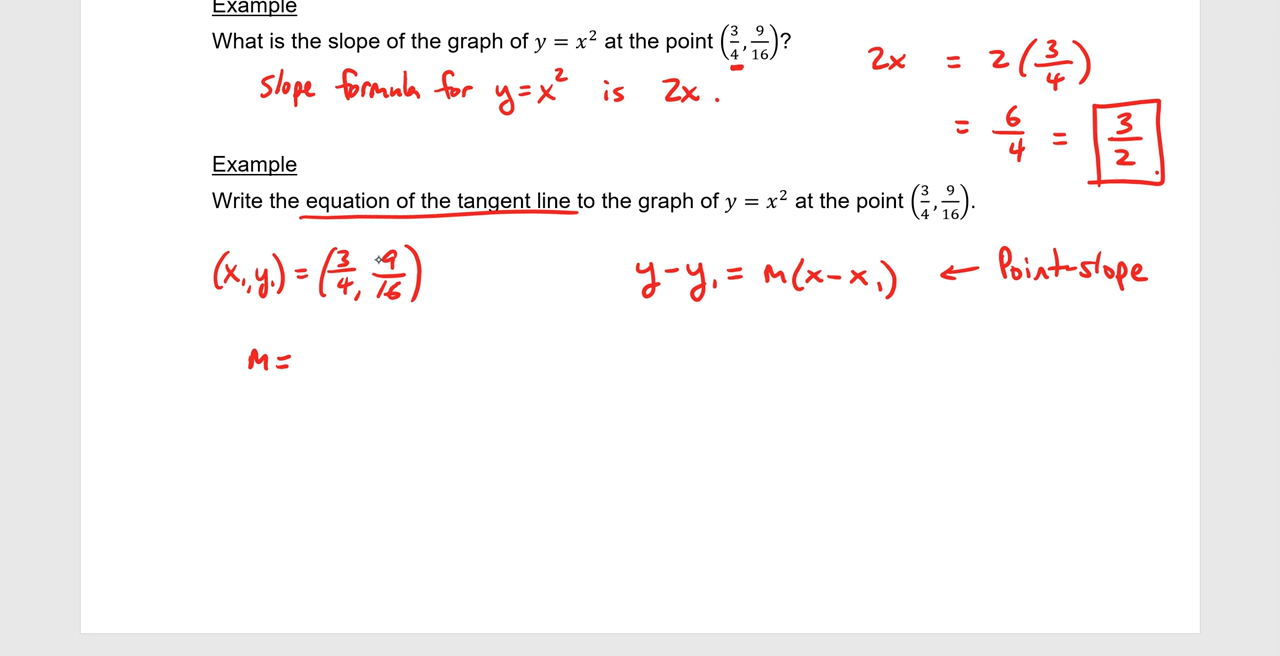 Example
What is the slope of the graph of y = x² at the point (3/4, 9/16)?
2x = 2(3/4)
slope formula for y=x² is 2x.
= 6/4 = 3/2
Example
Write the equation of the tangent line to the graph of y = x² at the point (3/4, 9/16).
(x₁,y₁) = (3/4, 9/16)
y-y₁ = m(x-x₁) ← Point-slope
M =